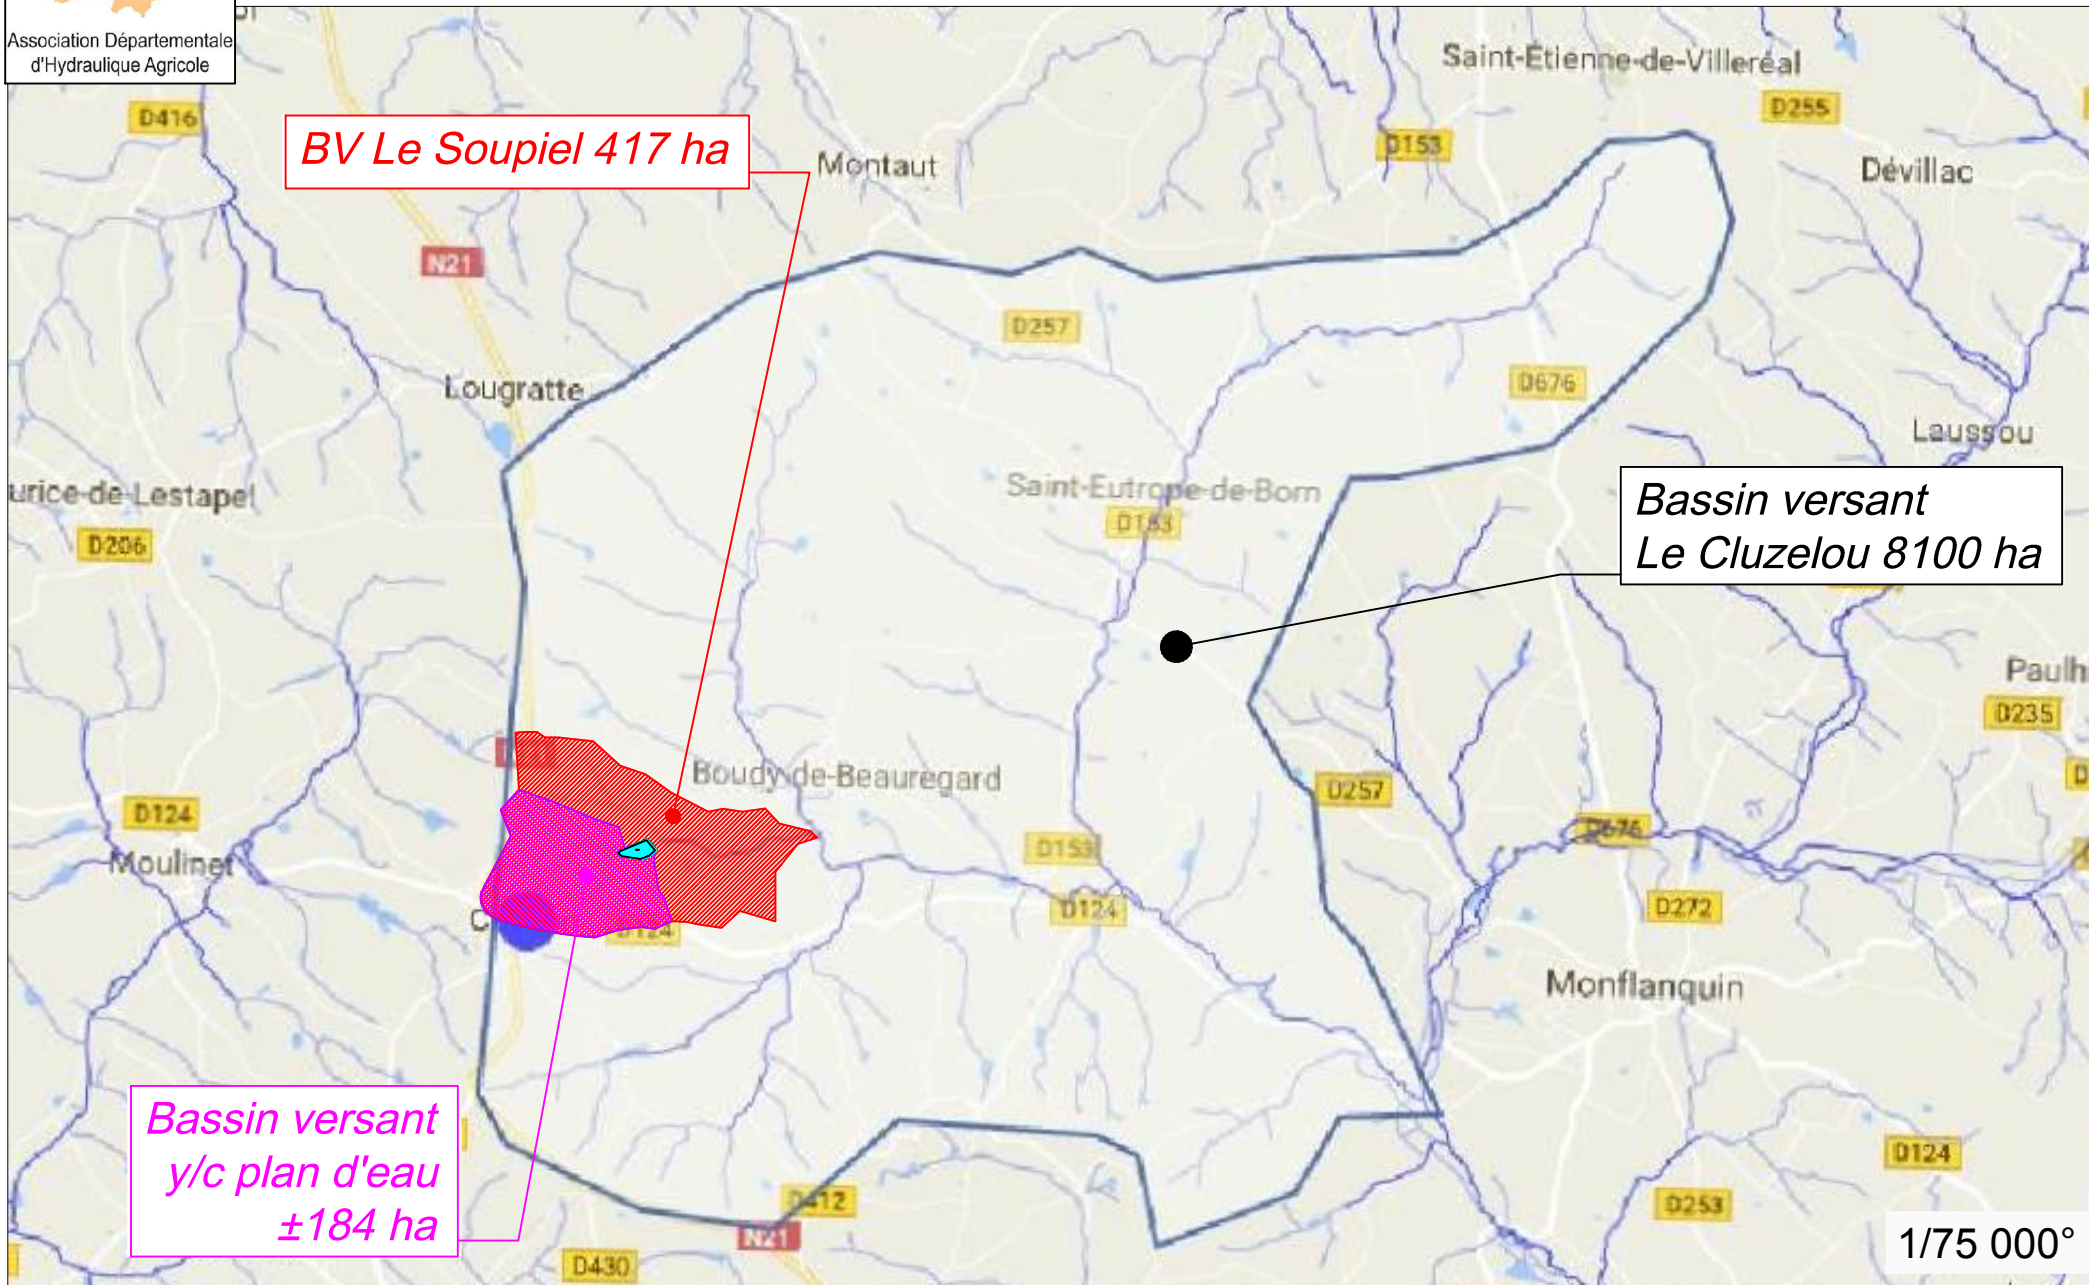 Association Départementale
d'Hydraulique Agricole
Saint-Étienne-de-Villeréal
D416
D255
BV Le Soupiel 417 ha
D153
Montaut
Dévillac
N21
D257
D676
Lougratte
Laussou
urice-de-Lestapel
Saint-Eutrope-de-Born
Bassin versant
Le Cluzelou 8100 ha
D153
D206
Paulh
D235
Boudy-de-Beauregard
D257
D124
D676
D153
Moulinet
D124
D272
C
D124
Monflanquin
Bassin versant
y/c plan d'eau
±184 ha
D124
D412
D253
N21
1/75 000°
D430